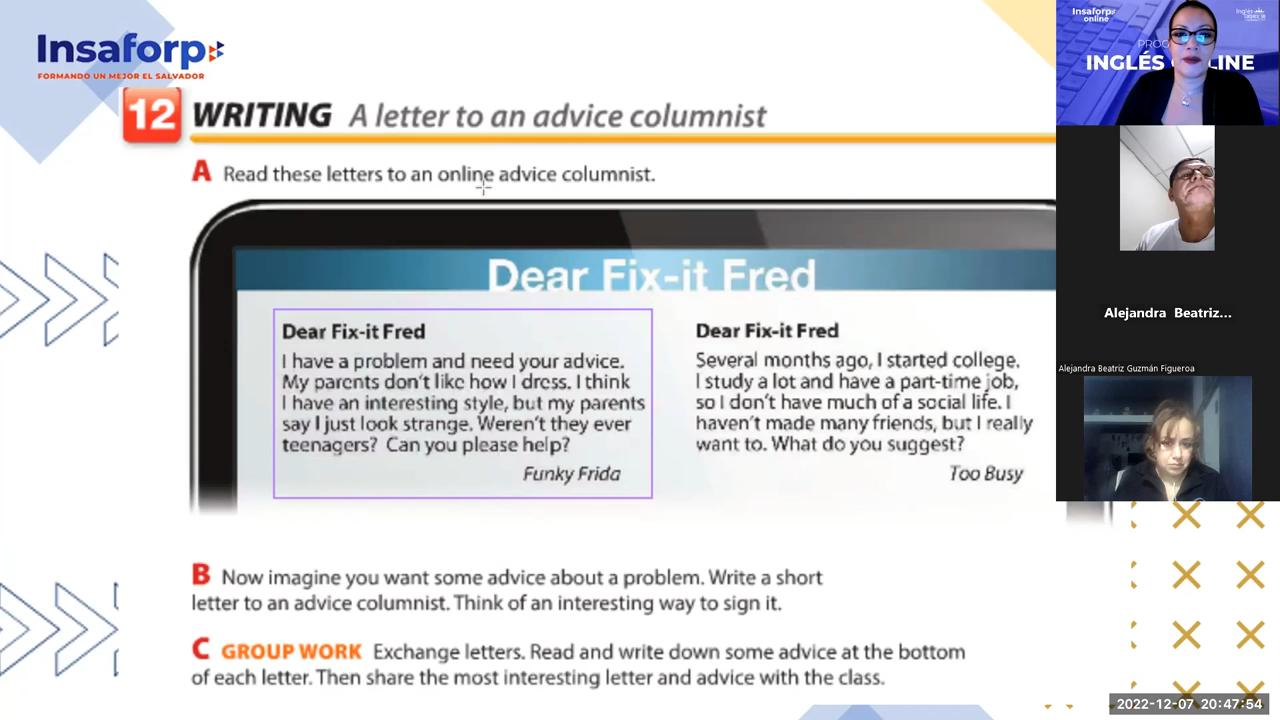 Insaforp
FORMANDO UN MEJOR EL SALVADOR
12 WRITING A letter to an advice columnist
A Read these letters to an online advice columnist.
Dear Fix-it Fred
Dear Fix-it Fred
I have a problem and need your advice.
My parents don't like how I dress. I think
I have an interesting style, but my parents
say I just look strange. Weren't they ever
teenagers? Can you please help?
Funky Frida
Dear Fix-it Fred
Several months ago, I started college.
I study a lot and have a part-time job,
so I don't have much of a social life. I
haven't made many friends, but I really
want to. What do you suggest?
Too Busy
B Now imagine you want some advice about a problem. Write a short
letter to an advice columnist. Think of an interesting way to sign it.
C GROUP WORK Exchange letters. Read and write down some advice at the bottom
of each letter. Then share the most interesting letter and advice with the class.
Insaforp
online
Inglés
PROG
INGLÉS O LINE
Alejandra Beatriz...
Alejandra Beatriz Guzmán Figueroa
2022-12-07 20:47:54